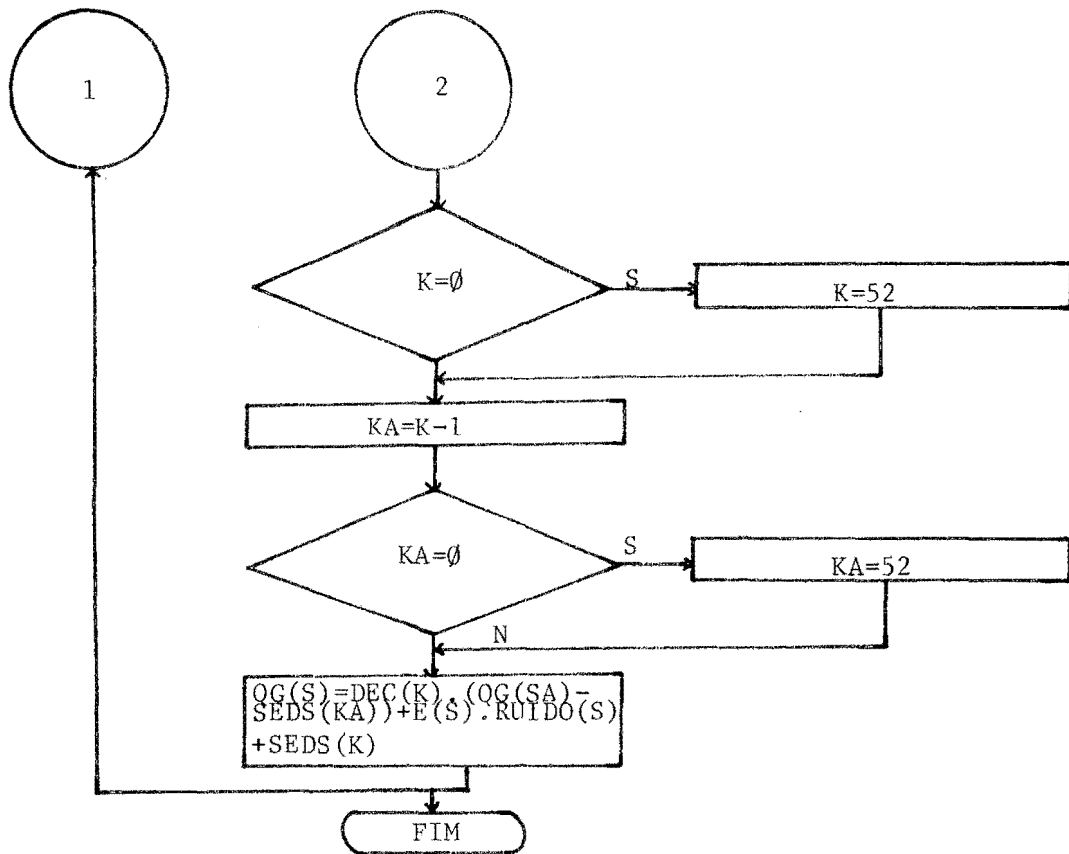 1
2
K=Ø
S
K=52
KA=K-1
KA=Ø
S
KA=52
N
QG(S)=DEC(K).(QG(SA)-
SEDS(KA))+E(S).RUIDO(S)
+SEDS(K)
FIM